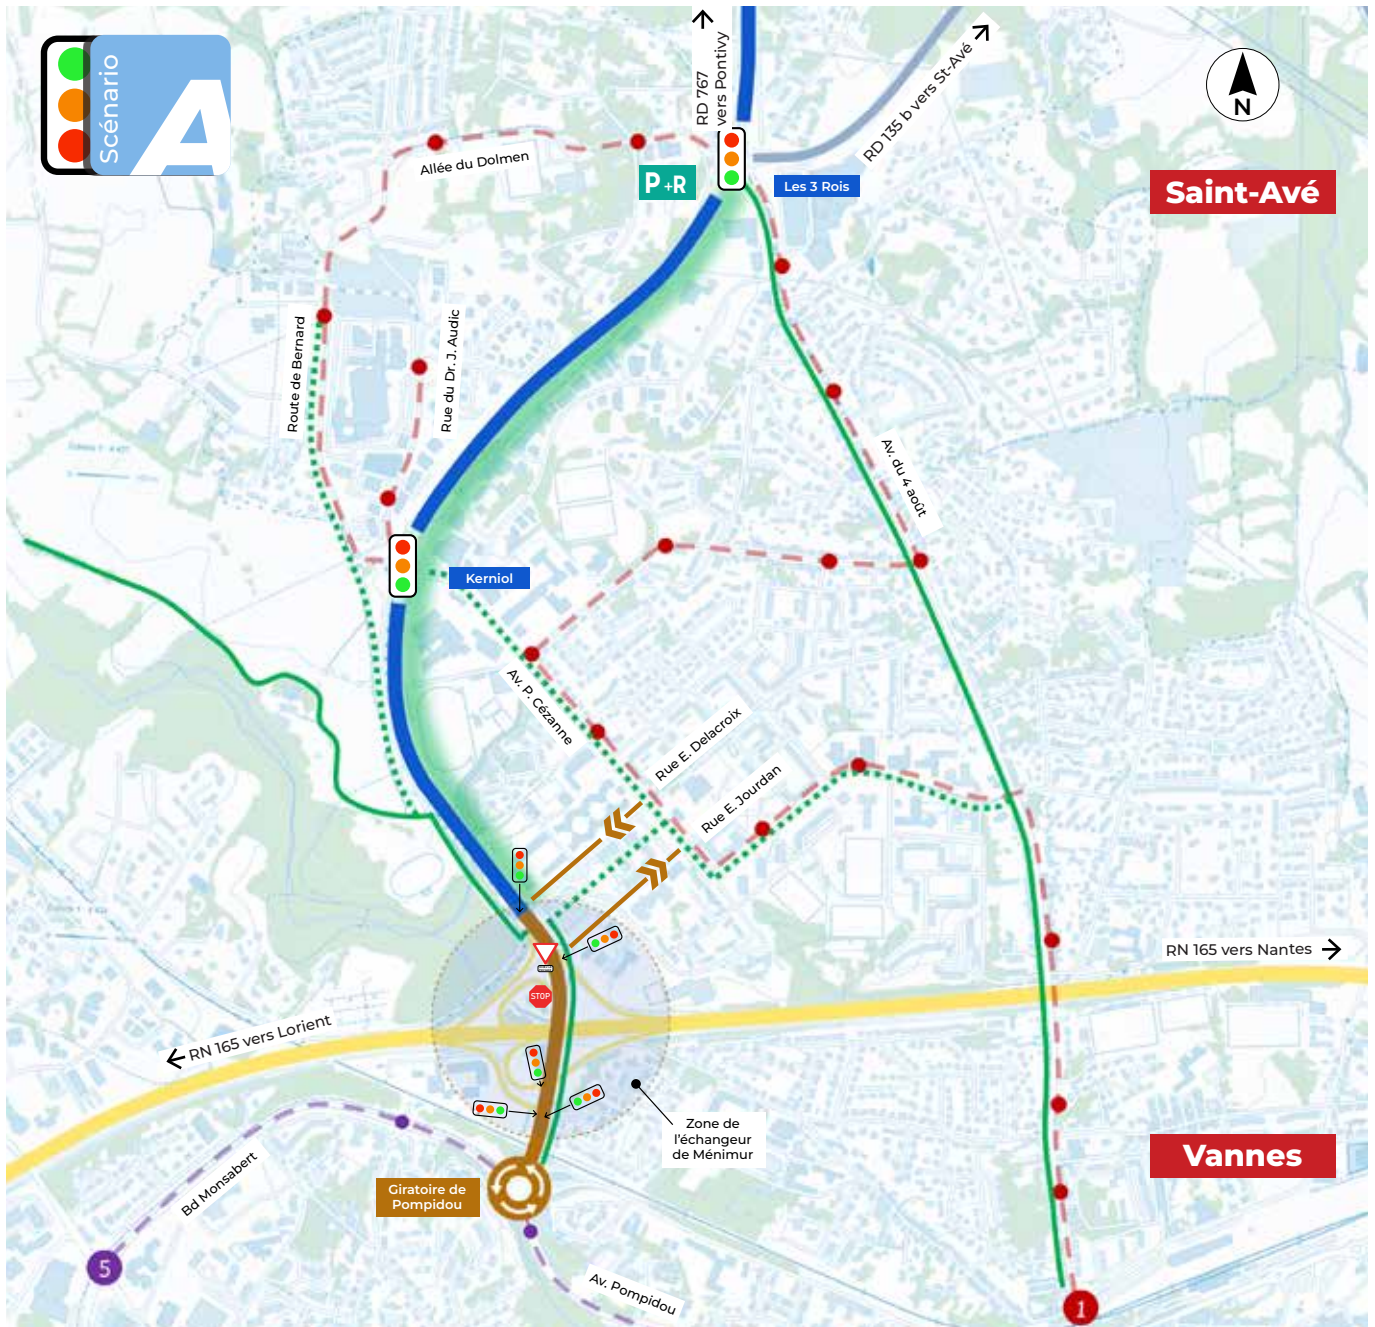 Scénario
A
RD 767
vers Pontivy
RD 135 b vers St-Avé
N
Allée du Dolmen
P+R
Les 3 Rois
Saint-Avé
Route de Bernard
Rue du Dr. J. Audic
Av. du 4 août
Kerniol
Av. P. Cézanne
Rue E. Delacroix
Rue E. Jourdan
RN 165 vers Nantes
STOP
RN 165 vers Lorient
Zone de
l'échangeur
de Ménimur
Vannes
Bd Monsabert
Giratoire de
Pompidou
5
Av. Pompidou
1